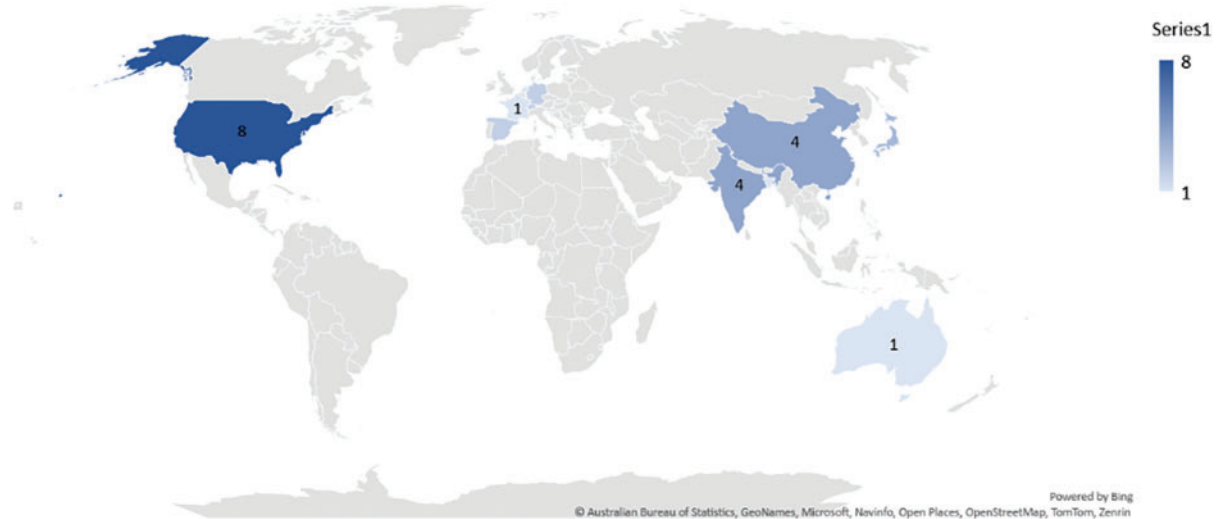 Series1
8
1
8
1
4
4
1
Powered by Bing
© Australian Bureau of Statistics, GeoNames, Microsoft, Navinfo, Open Places, OpenStreetMap, TomTom, Zenrin